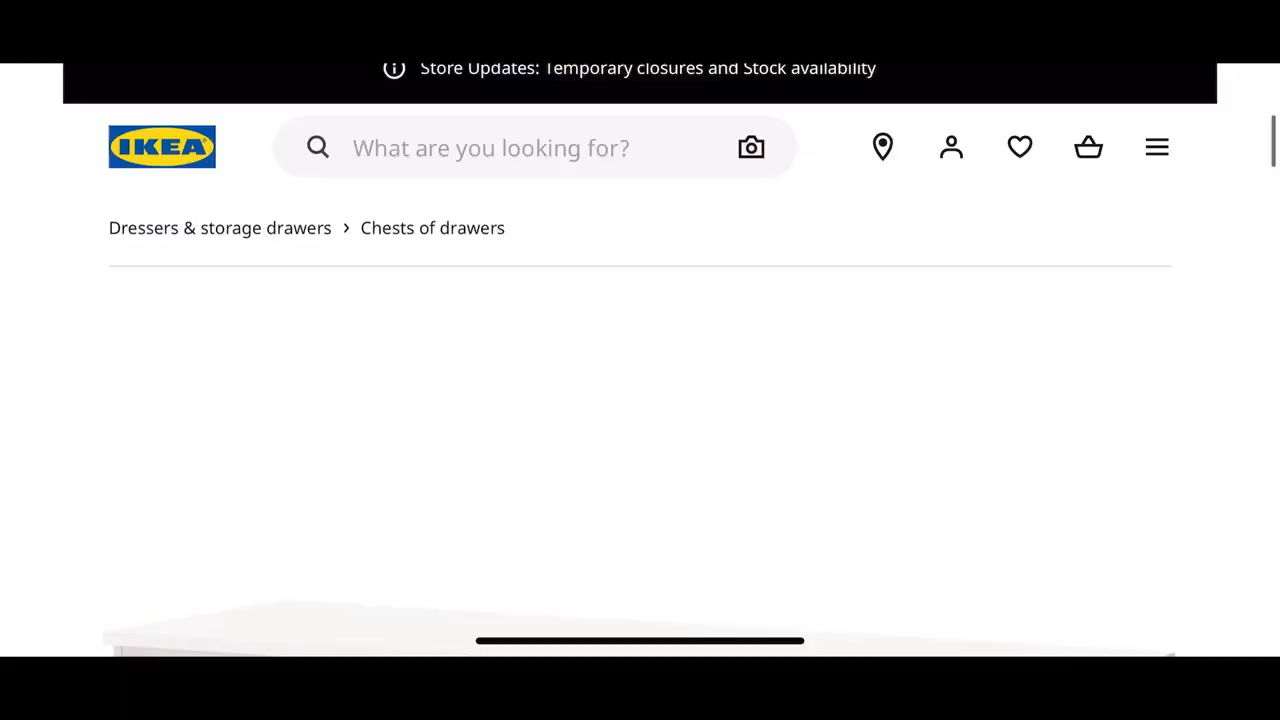 Store Updates: Temporary closures and Stock availability
IKEA
What are you looking for?
Dressers & storage drawers > Chests of drawers